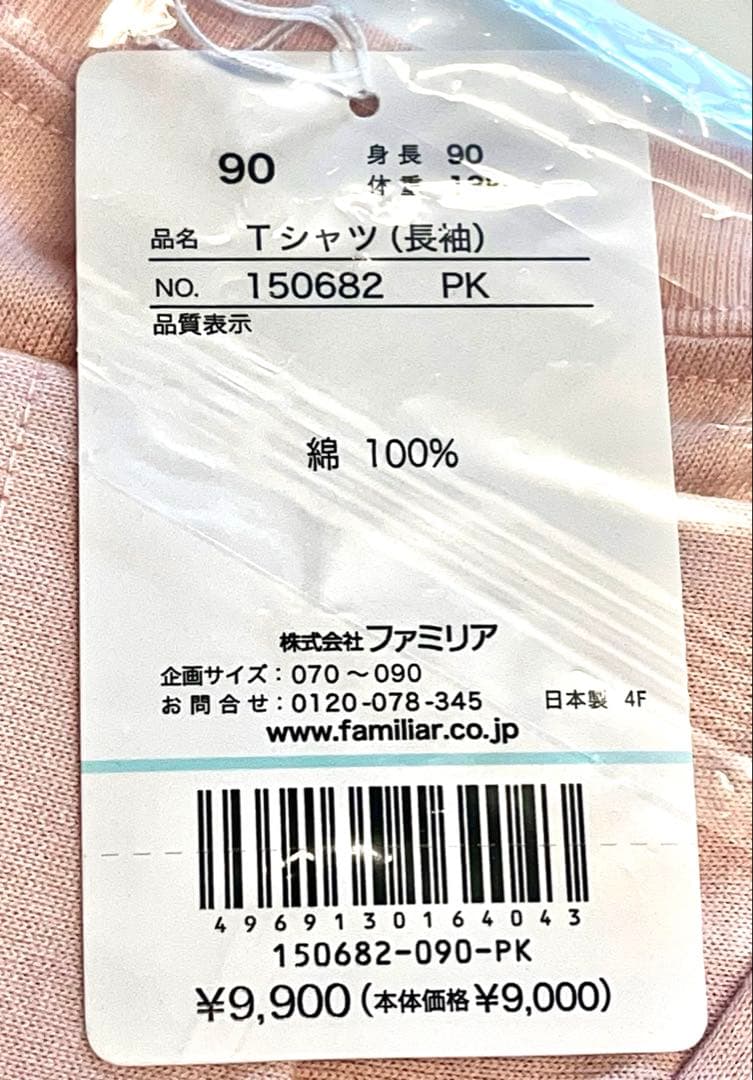 90
身長 90
体重
品名 Tシャツ(長袖)
NO. 150682 PK
品質表示
綿 100%
株式会社ファミリア
企画サイズ:070~090
お問合せ:0120-078-345 日本製 4F
www.familiar.co.jp
4969130164043
150682-090-PK
¥9,900(本体価格¥9,000)